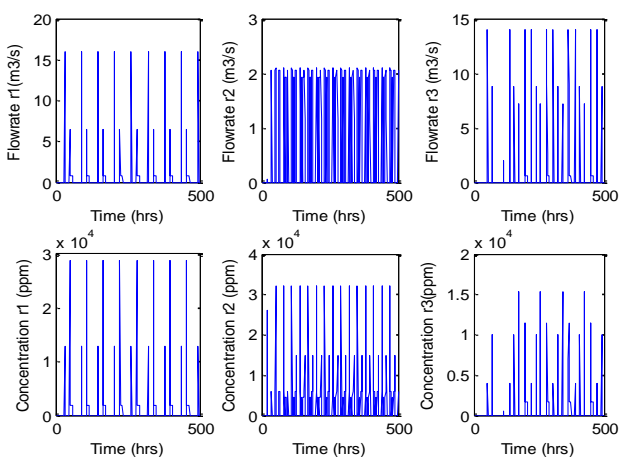 20
15
10
5
0
Flowrate r1(m3/s)
0
500
Time (hrs)
3
2
1
0
Flowrate r2 (m3/s)
0
500
Time (hrs)
15
10
5
0
Flowrate r3 (m3/s)
0
500
Time (hrs)
x 10^4
3
2
1
0
Concentration r1 (ppm)
0
500
Time (hrs)
x 10^4
4
3
2
1
0
Concentration r2 (ppm)
0
500
Time (hrs)
x 10^4
2
1.5
1
0.5
0
Concentration r3(ppm)
0
500
Time (hrs)